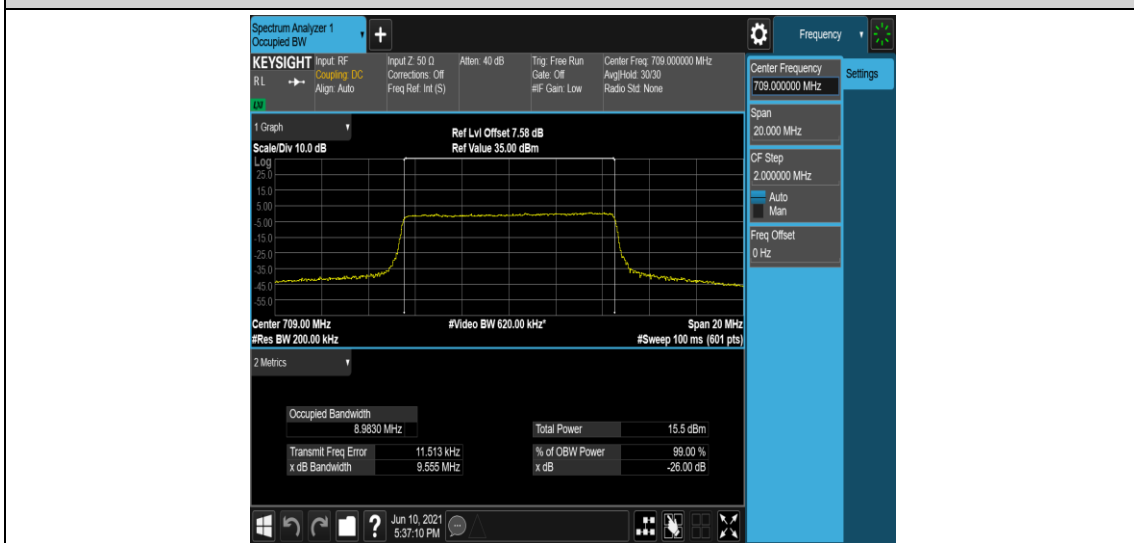 Spectrum Analyzer 1
Occupied BW
+
Frequency
KEYSIGHT
RL
LXI
Input: RF
Coupling: DC
Align: Auto
Input Z: 50 Ω
Corrections: Off
Freq Ref: Int (S)
Atten: 40 dB
Trig: Free Run
Gate: Off
#IF Gain: Low
Center Freq: 709.000000 MHz
Avg|Hold: 30/30
Radio Std: None
Center Frequency
709.000000 MHz
Settings
Span
20.000 MHz
CF Step
2.000000 MHz
Auto
Man
Freq Offset
0 Hz
1 Graph
Ref Lvl Offset 7.58 dB
Scale/Div 10.0 dB
Ref Value 35.00 dBm
Log
25.0
15.0
5.00
-5.00
-15.0
-25.0
-35.0
-45.0
-55.0
Center 709.00 MHz
#Video BW 620.00 kHz*
Span 20 MHz
#Res BW 200.00 kHz
#Sweep 100 ms (601 pts)
2 Metrics
Occupied Bandwidth
8.9830 MHz
Total Power 15.5 dBm
Transmit Freq Error 11.513 kHz
% of OBW Power 99.00 %
x dB Bandwidth 9.555 MHz
x dB -26.00 dB
?
Jun 10, 2021
5:37:10 PM